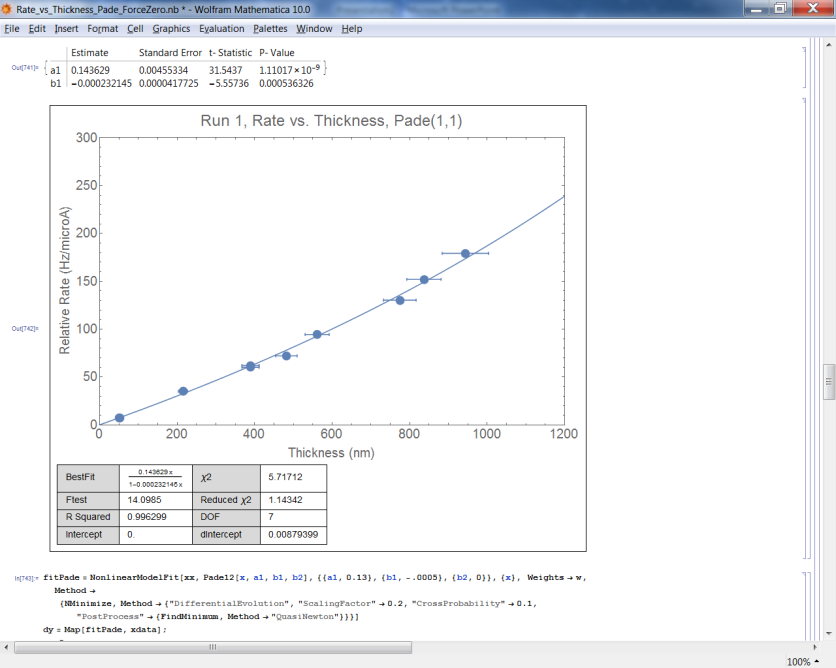 Rate_vs_Thickness_Pade_ForceZero.nb * - Wolfram Mathematica 10.0
File Edit Insert Format Cell Graphics Evaluation Palettes Window Help
Estimate Standard Error t- Statistic P- Value
Out[741]= { a1 0.143629 0.00455334 31.5437 1.11017×10⁻⁹ }
b1 −0.000232145 0.0000417725 −5.55736 0.000536326
Run 1, Rate vs. Thickness, Pade(1,1)
300
250
200
150
100
50
0
Relative Rate (Hz/microA)
Out[742]=
0 200 400 600 800 1000 1200
Thickness (nm)
BestFit 0.143629 x / 1-0.000232145 x χ2 5.71712
Ftest 14.0985 Reduced χ2 1.14342
R Squared 0.996299 DOF 7
Intercept 0. dIntercept 0.00879399
In[743]:= fitPade = NonlinearModelFit[xx, Pade12[x, a1, b1, b2], {{a1, 0.13}, {b1, -.0005}, {b2, 0}}, {x}, Weights → w,
Method →
{NMinimize, Method → {"DifferentialEvolution", "ScalingFactor" → 0.2, "CrossProbability" → 0.1,
"PostProcess" → {FindMinimum, Method → "QuasiNewton"}}}]
dy = Map[fitPade, xdata];
100%